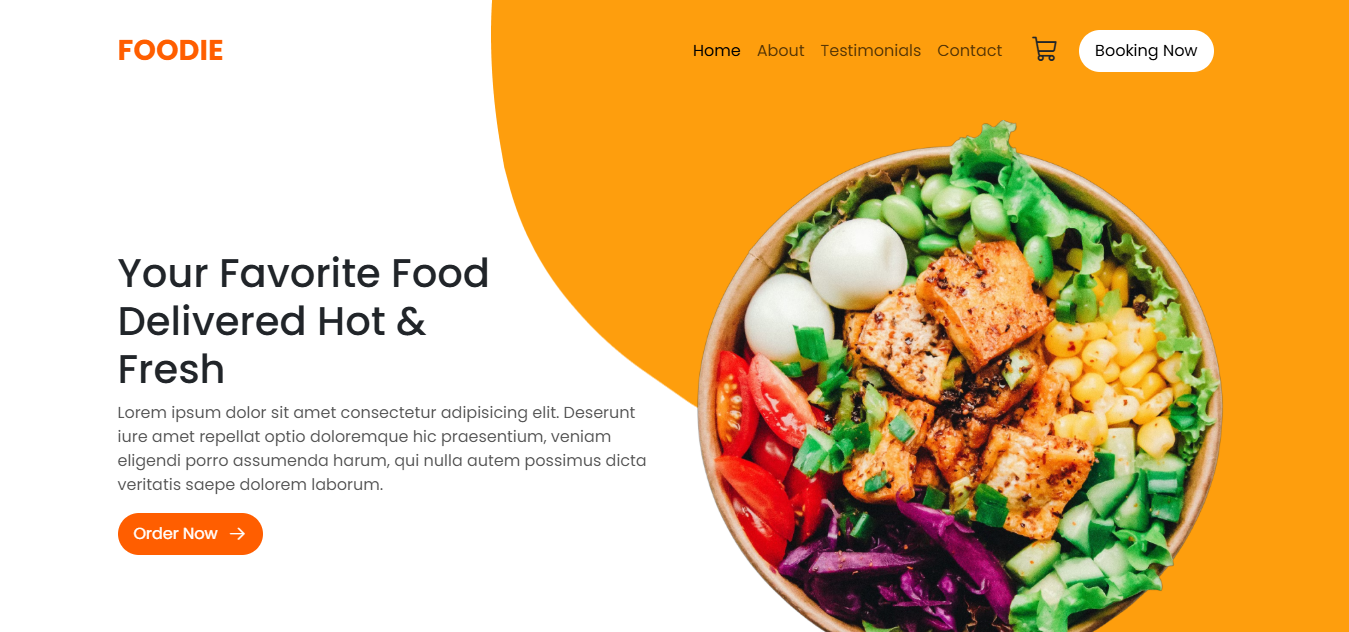 FOODIE
Home About Testimonials Contact Booking Now
Your Favorite Food
Delivered Hot &
Fresh
Lorem ipsum dolor sit amet consectetur adipisicing elit. Deserunt
iure amet repellat optio doloremque hic praesentium, veniam
eligendi porro assumenda harum, qui nulla autem possimus dicta
veritatis saepe dolorem laborum.
Order Now